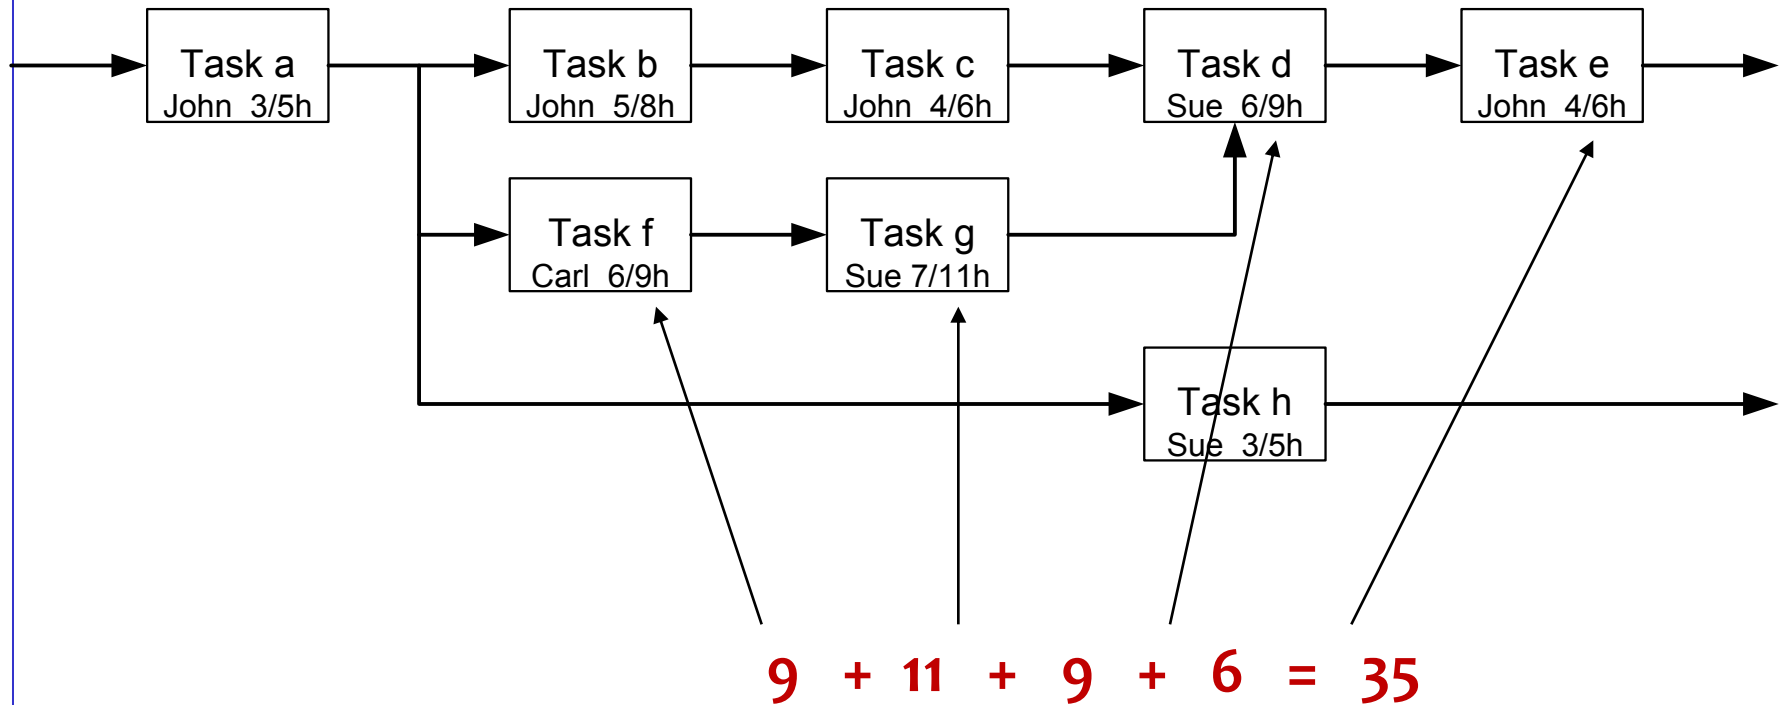 Task a
John 3/5h
Task b
John 5/8h
Task c
John 4/6h
Task d
Sue 6/9h
Task e
John 4/6h
Task f
Carl 6/9h
Task g
Sue 7/11h
Task h
Sue 3/5h
9 + 11 + 9 + 6 = 35